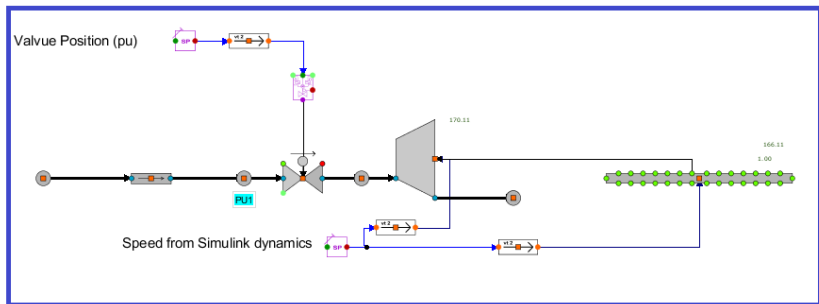 Valvue Position (pu)
SP
vt 2
170.11
166.11
1.00
PU1
vt 2
Speed from Simulink dynamics
SP
vt 2